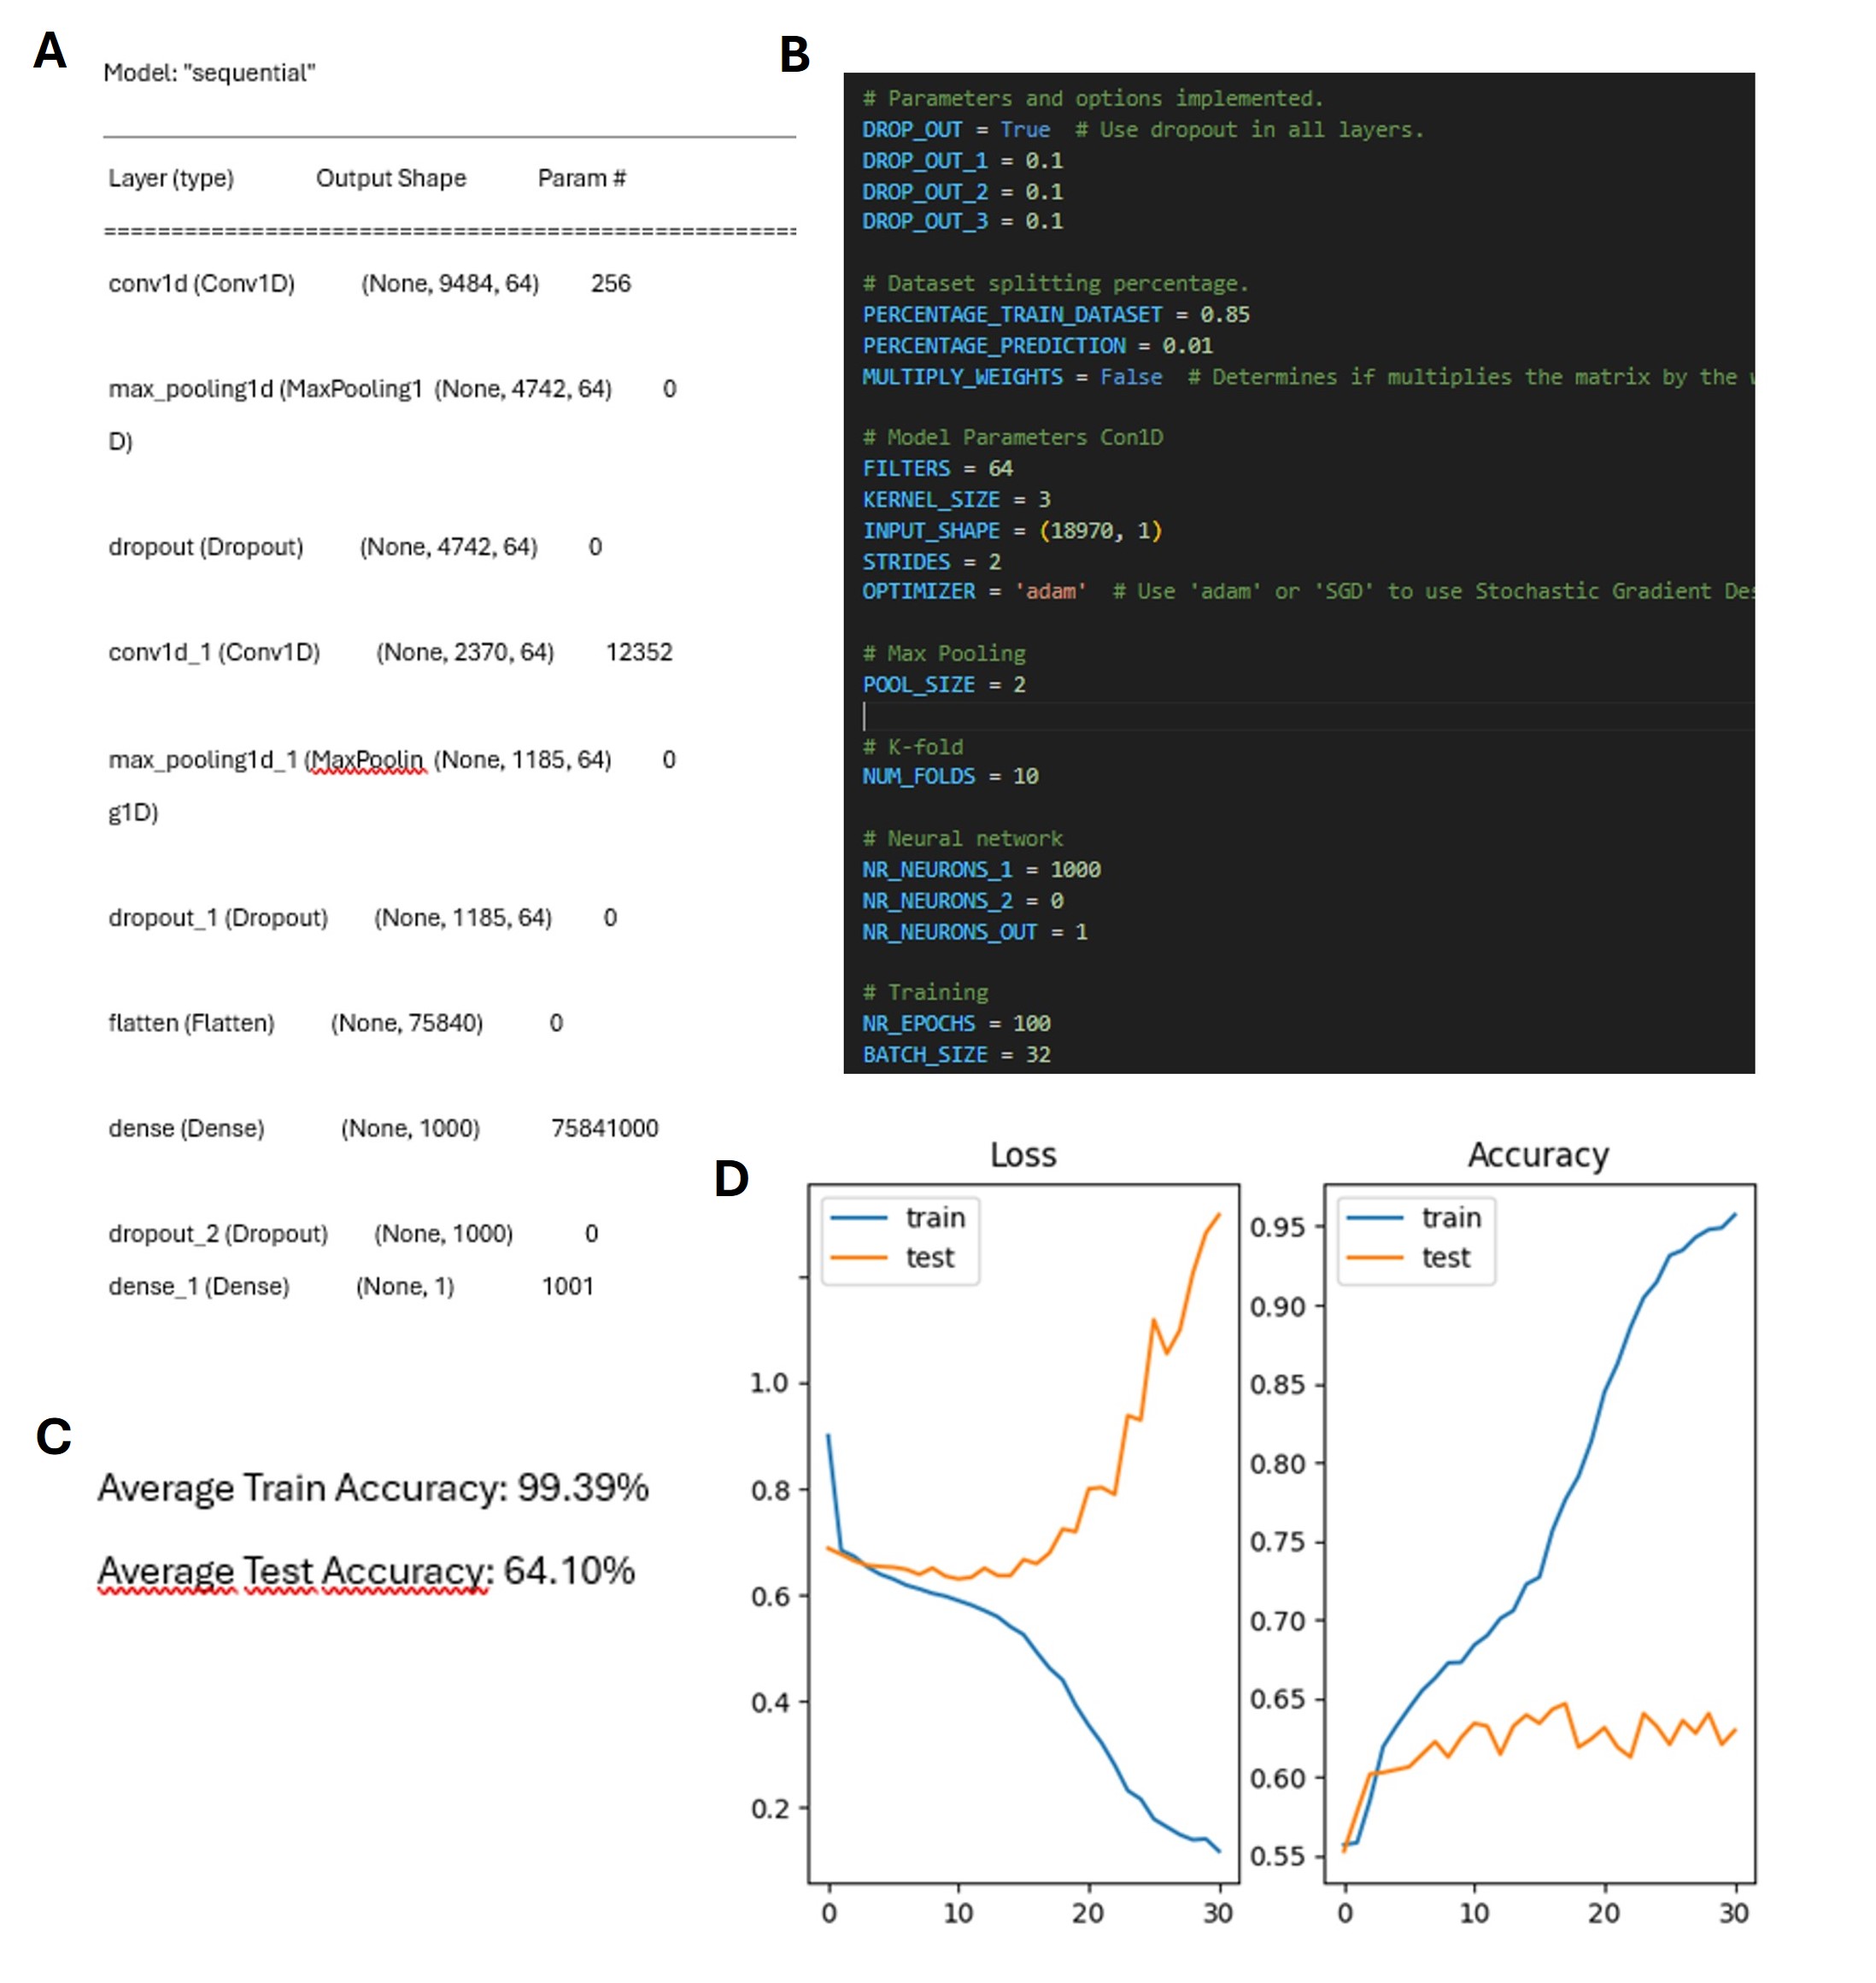 A
Model: "sequential"
Layer (type) Output Shape Param #
=================================================================
conv1d (Conv1D) (None, 9484, 64) 256
max_pooling1d (MaxPooling1 (None, 4742, 64) 0
D)
dropout (Dropout) (None, 4742, 64) 0
conv1d_1 (Conv1D) (None, 2370, 64) 12352
max_pooling1d_1 (MaxPoolin (None, 1185, 64) 0
g1D)
dropout_1 (Dropout) (None, 1185, 64) 0
flatten (Flatten) (None, 75840) 0
dense (Dense) (None, 1000) 75841000
dropout_2 (Dropout) (None, 1000) 0
dense_1 (Dense) (None, 1) 1001
B
# Parameters and options implemented.
DROP_OUT = True # Use dropout in all layers.
DROP_OUT_1 = 0.1
DROP_OUT_2 = 0.1
DROP_OUT_3 = 0.1
# Dataset splitting percentage.
PERCENTAGE_TRAIN_DATASET = 0.85
PERCENTAGE_PREDICTION = 0.01
MULTIPLY_WEIGHTS = False # Determines if multiplies the matrix by the
# Model Parameters Con1D
FILTERS = 64
KERNEL_SIZE = 3
INPUT_SHAPE = (18970, 1)
STRIDES = 2
OPTIMIZER = 'adam' # Use 'adam' or 'SGD' to use Stochastic Gradient Des
# Max Pooling
POOL_SIZE = 2
# K-fold
NUM_FOLDS = 10
# Neural network
NR_NEURONS_1 = 1000
NR_NEURONS_2 = 0
NR_NEURONS_OUT = 1
# Training
NR_EPOCHS = 100
BATCH_SIZE = 32
C
Average Train Accuracy: 99.39%
Average Test Accuracy: 64.10%
D
Loss
train
test
1.0
0.8
0.6
0.4
0.2
0 10 20 30
Accuracy
train
test
0.95
0.90
0.85
0.80
0.75
0.70
0.65
0.60
0.55
0 10 20 30